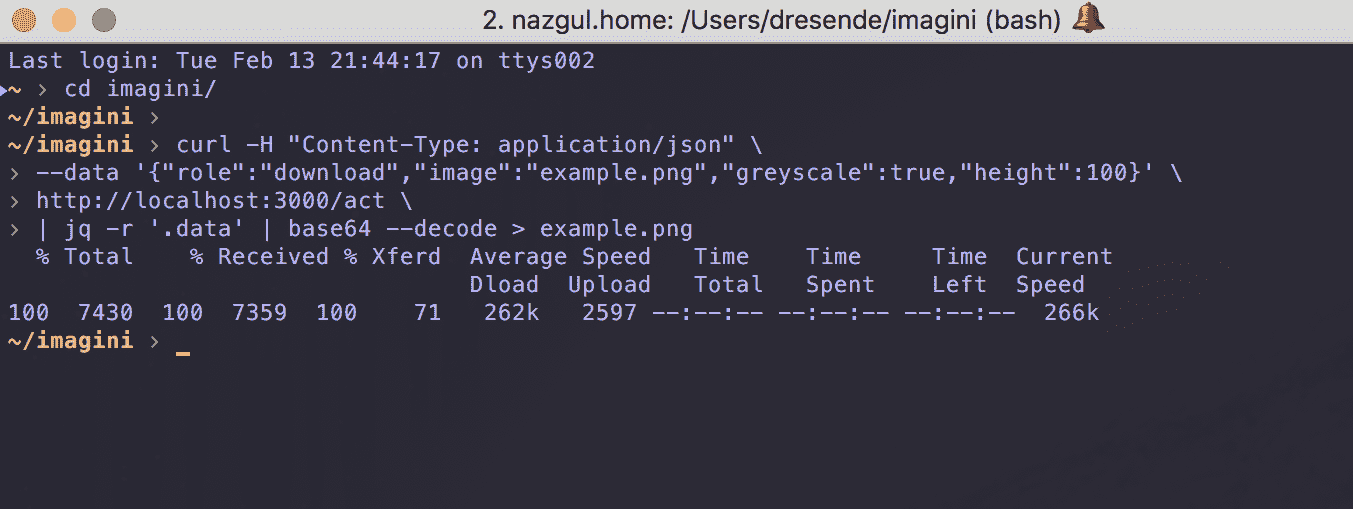 2. nazgul.home: /Users/dresende/imagini (bash)
Last login: Tue Feb 13 21:44:17 on ttys002
~ › cd imagini/
~/imagini ›
~/imagini › curl -H "Content-Type: application/json" \
› --data '{"role":"download","image":"example.png","greyscale":true,"height":100}' \
› http://localhost:3000/act \
› | jq -r '.data' | base64 --decode > example.png
  % Total    % Received % Xferd  Average Speed   Time    Time     Time  Current
                                 Dload  Upload   Total   Spent    Left  Speed
100  7430  100  7359  100    71   262k   2597 --:--:-- --:--:-- --:--:--  266k
~/imagini › _